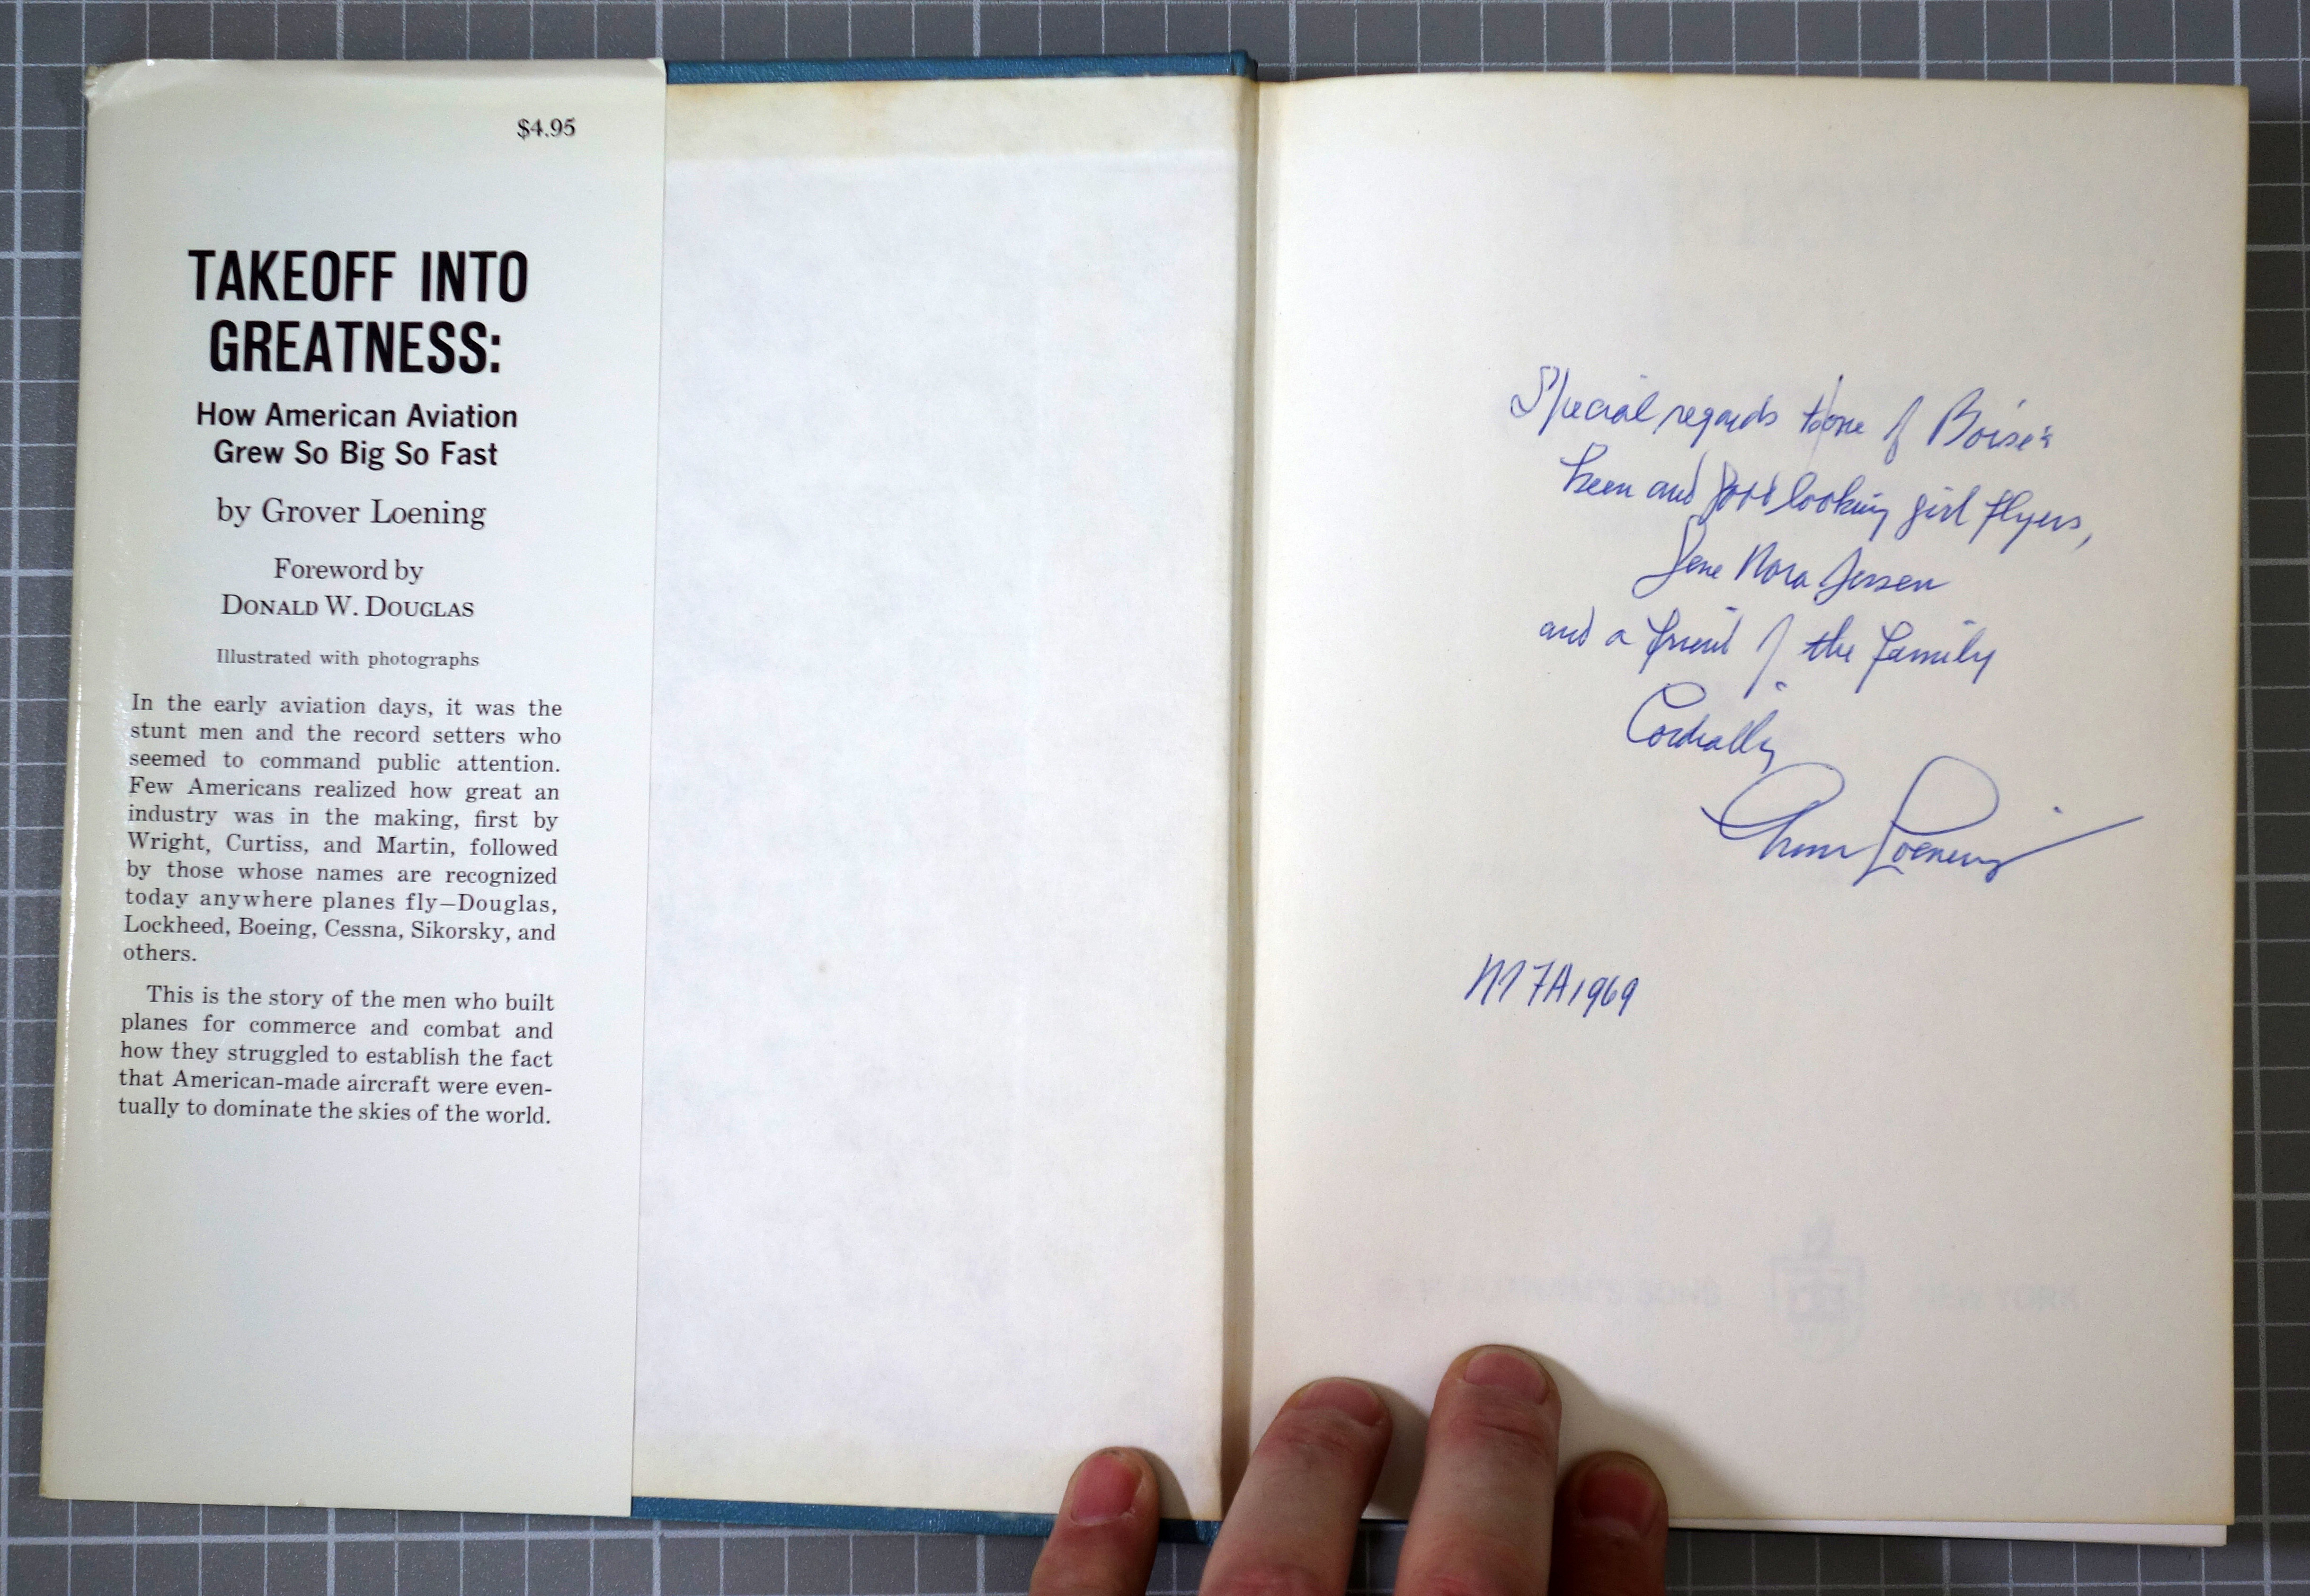 $4.95
TAKEOFF INTO
GREATNESS:
How American Aviation
Grew So Big So Fast
by Grover Loening
Foreword by
DONALD W. DOUGLAS
Illustrated with photographs
In the early aviation days, it was the
stunt men and the record setters who
seemed to command public attention.
Few Americans realized how great an
industry was in the making, first by
Wright, Curtiss, and Martin, followed
by those whose names are recognized
today anywhere planes fly—Douglas,
Lockheed, Boeing, Cessna, Sikorsky, and
others.
This is the story of the men who built
planes for commerce and combat and
how they struggled to establish the fact
that American-made aircraft were even-
tually to dominate the skies of the world.
Special regards to one of Boise's
keen and good looking girl flyers,
Gene Nora Jessen
and a friend of the family
Cordially
Grover Loening
1969
NEW YORK